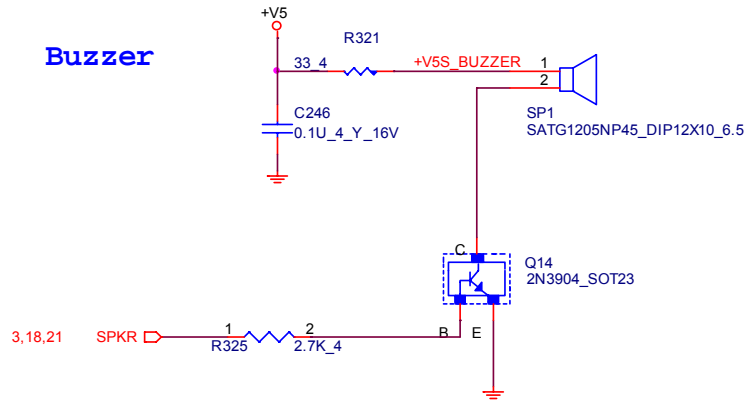 +V5
Buzzer
R321
33_4
+V5S_BUZZER
1
2
C246
0.1U_4_Y_16V
SP1
SATG1205NP45_DIP12X10_6.5
C
Q14
2N3904_SOT23
3,18,21
SPKR
1
2
R325
2.7K_4
B
E